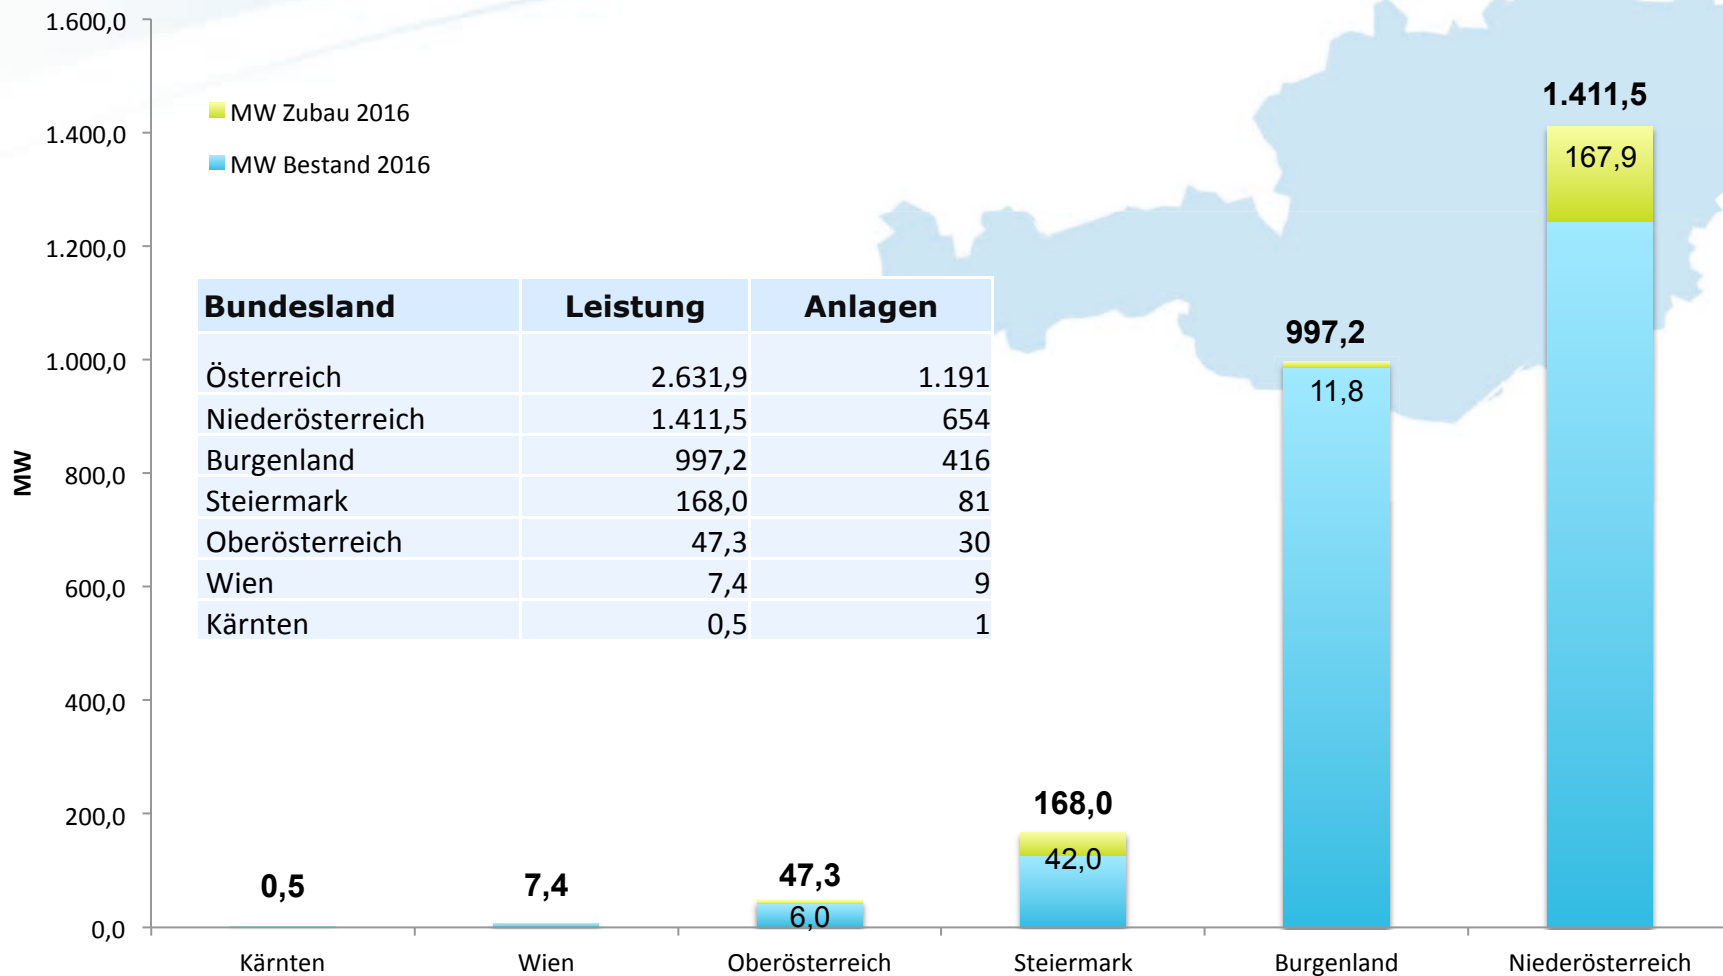 1.600,0
1.400,0
1.200,0
1.000,0
800,0
600,0
400,0
200,0
0,0
MW
MW Zubau 2016
MW Bestand 2016
Bundesland Leistung Anlagen
Österreich 2.631,9 1.191
Niederösterreich 1.411,5 654
Burgenland 997,2 416
Steiermark 168,0 81
Oberösterreich 47,3 30
Wien 7,4 9
Kärnten 0,5 1
0,5
7,4
47,3
6,0
168,0
42,0
997,2
11,8
1.411,5
167,9
Kärnten Wien Oberösterreich Steiermark Burgenland Niederösterreich